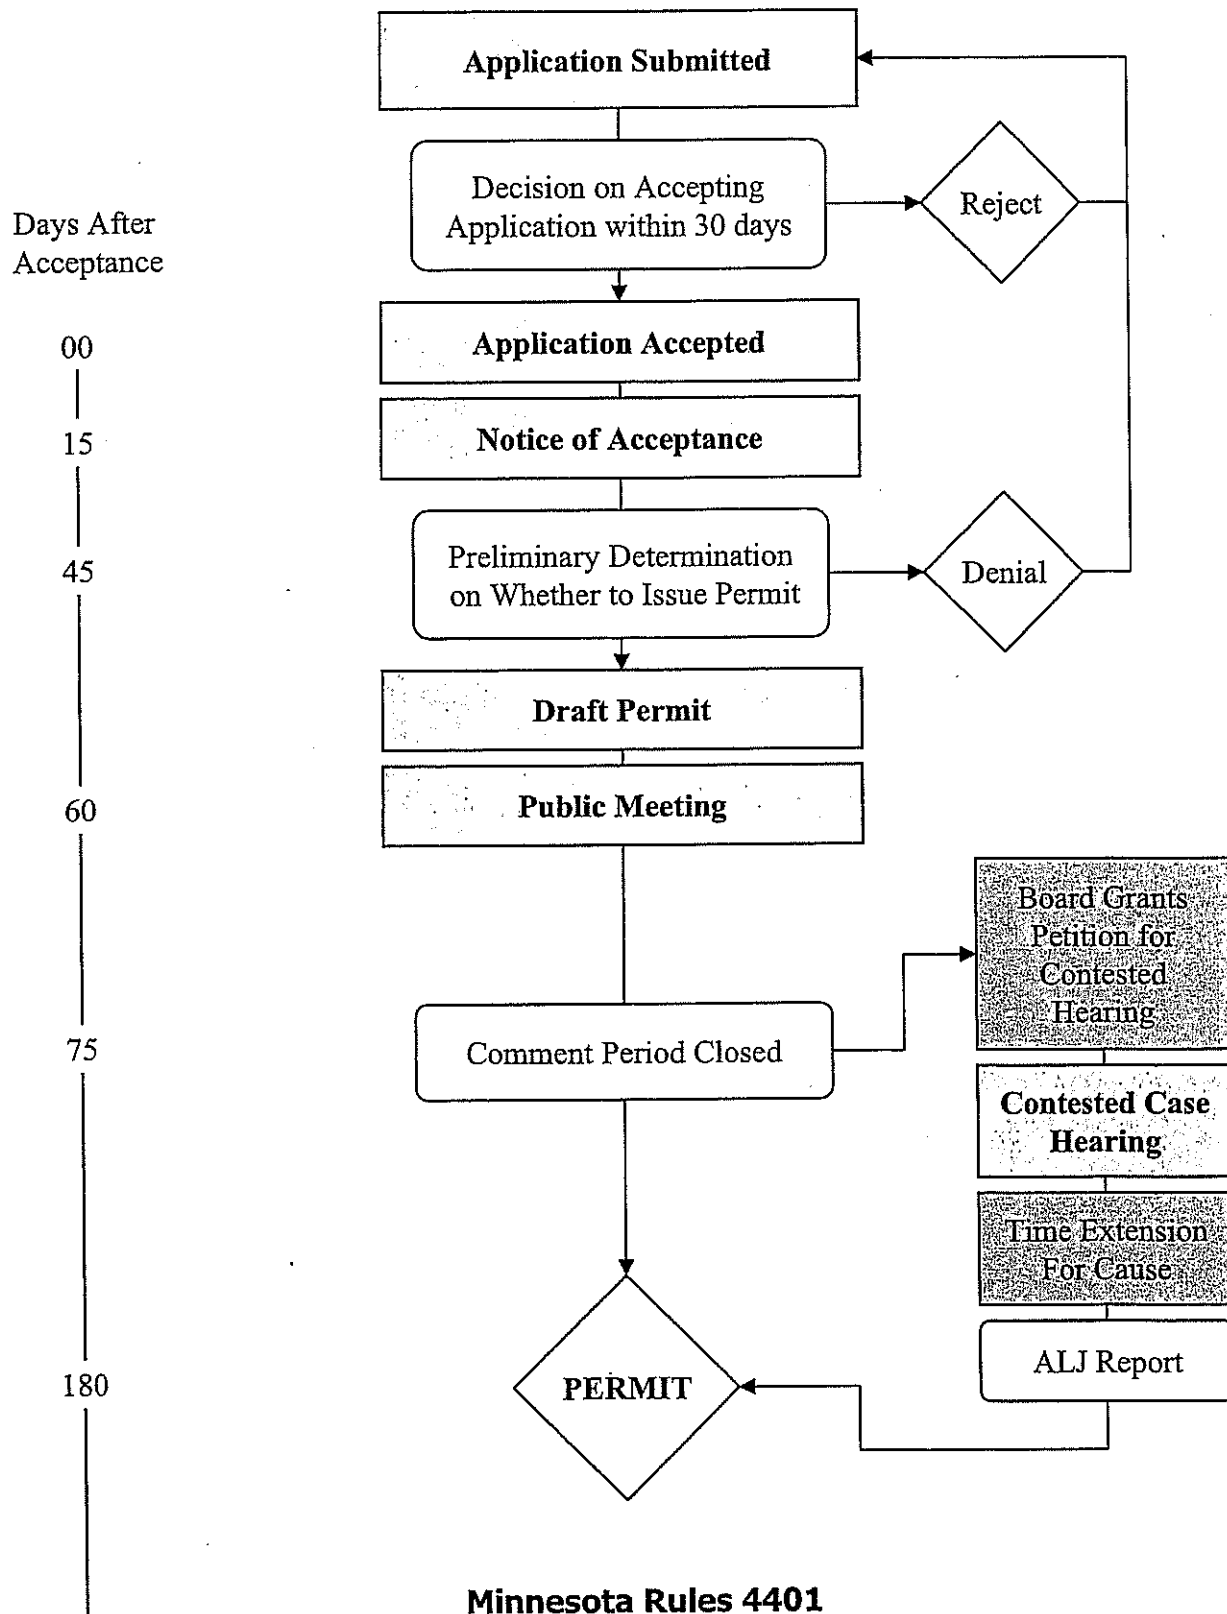 Application Submitted
Decision on Accepting
Application within 30 days
Reject
Days After
Acceptance
00
Application Accepted
15
Notice of Acceptance
45
Preliminary Determination
on Whether to Issue Permit
Denial
Draft Permit
60
Public Meeting
Board Grants
Petition for
Contested
Hearing
75
Comment Period Closed
Contested Case
Hearing
Time Extension
For Cause
ALJ Report
180
PERMIT
Minnesota Rules 4401